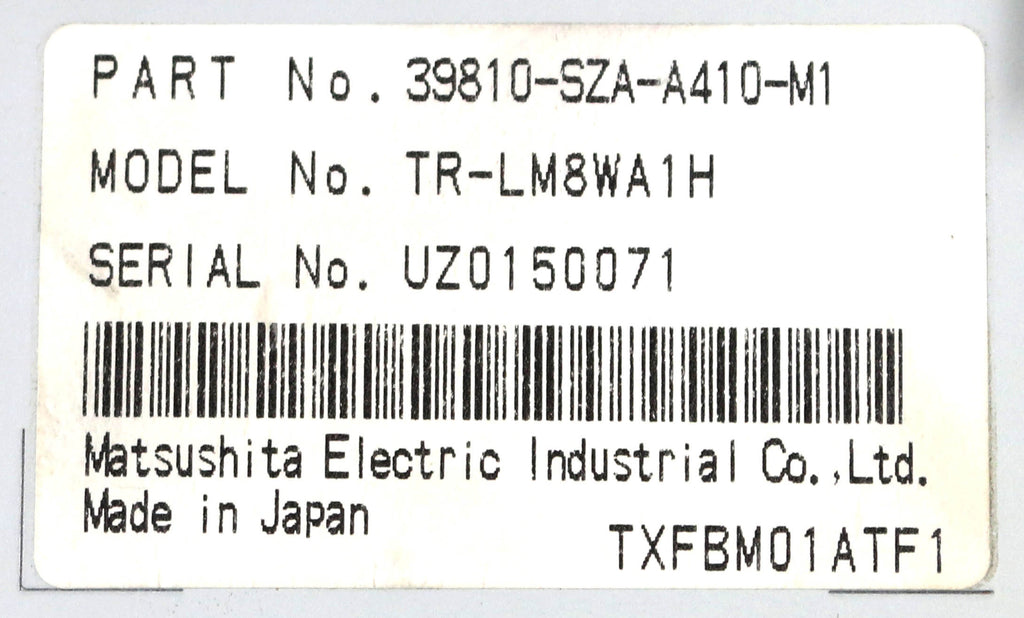 PART No. 39810-SZA-A410-M1
MODEL No. TR-LM8WA1H
SERIAL No. UZ0150071
Matsushita Electric Industrial Co.,Ltd.
Made in Japan
TXFBM01ATF1